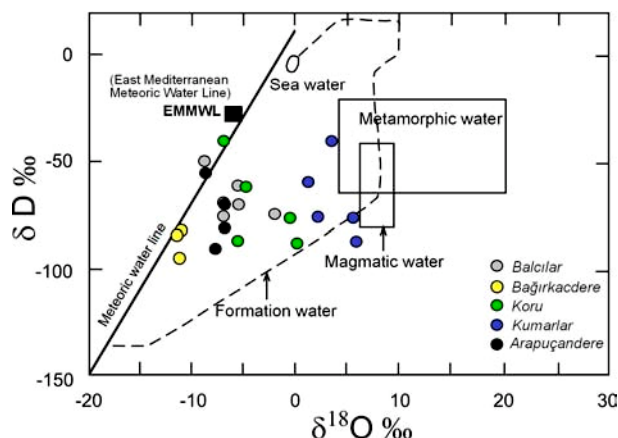 0
-50
-100
-150
δ D ‰
(East Mediterranean
Meteoric Water Line)
EMMWL
Sea water
Metamorphic water
Magmatic water
Formation water
Meteoric water line
Balcılar
Bağırkacdere
Koru
Kumarlar
Arapuçandere
-20
-10
0
10
20
30
δ¹⁸O ‰